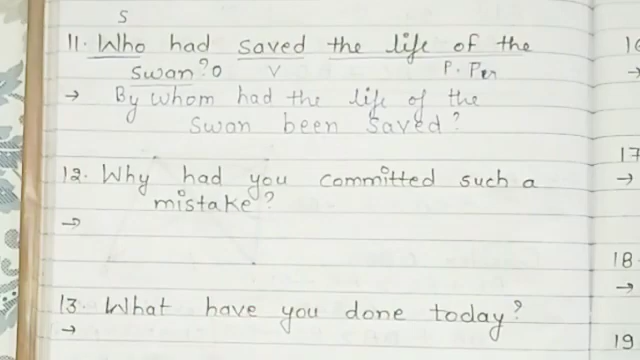 S
11. Who had saved the life of the
swan? O
V
P. Per
→ By whom had the life of the
swan been saved?
12. Why had you committed such a
mistake?
→
13. What have you done today?
→
16
→
17
→
18
→
19